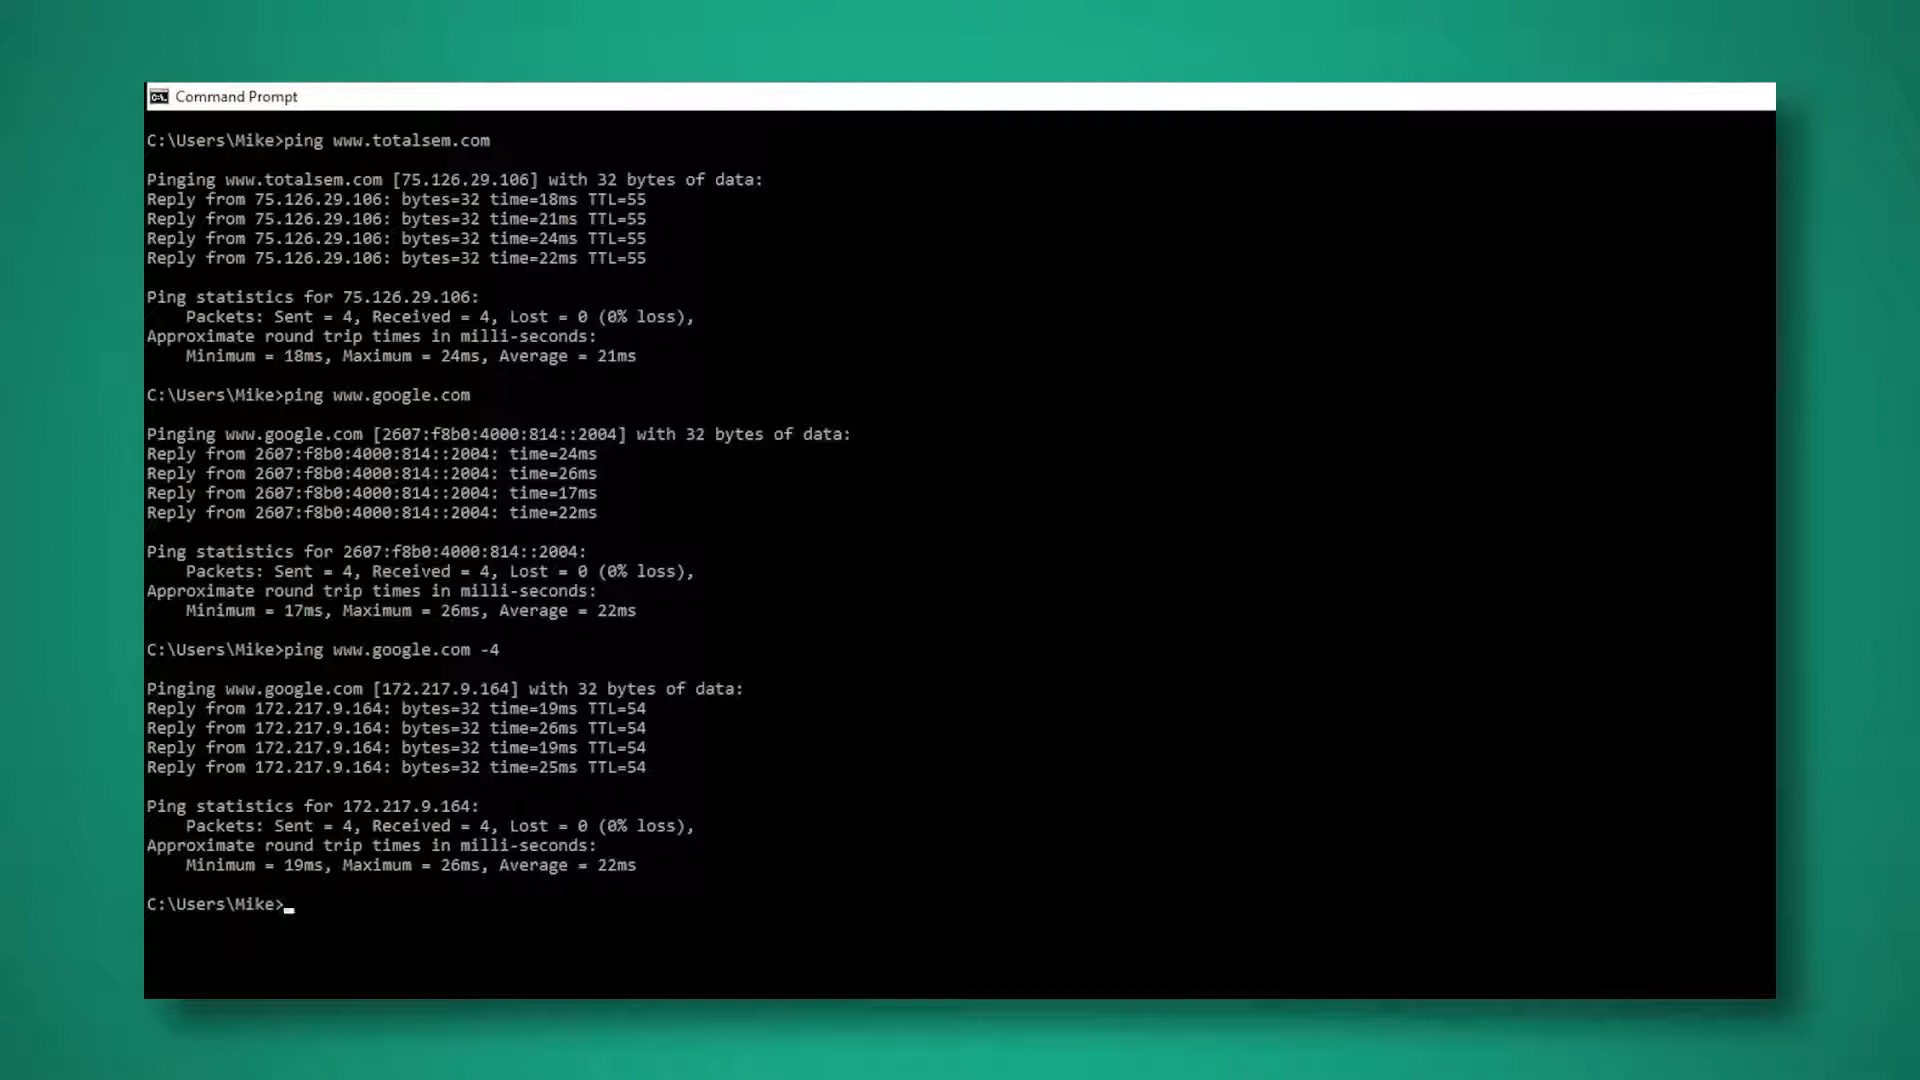 Command Prompt
C:\Users\Mike>ping www.totalsem.com
Pinging www.totalsem.com [75.126.29.106] with 32 bytes of data:
Reply from 75.126.29.106: bytes=32 time=18ms TTL=55
Reply from 75.126.29.106: bytes=32 time=21ms TTL=55
Reply from 75.126.29.106: bytes=32 time=24ms TTL=55
Reply from 75.126.29.106: bytes=32 time=22ms TTL=55
Ping statistics for 75.126.29.106:
    Packets: Sent = 4, Received = 4, Lost = 0 (0% loss),
Approximate round trip times in milli-seconds:
    Minimum = 18ms, Maximum = 24ms, Average = 21ms
C:\Users\Mike>ping www.google.com
Pinging www.google.com [2607:f8b0:4000:814::2004] with 32 bytes of data:
Reply from 2607:f8b0:4000:814::2004: time=24ms
Reply from 2607:f8b0:4000:814::2004: time=26ms
Reply from 2607:f8b0:4000:814::2004: time=17ms
Reply from 2607:f8b0:4000:814::2004: time=22ms
Ping statistics for 2607:f8b0:4000:814::2004:
    Packets: Sent = 4, Received = 4, Lost = 0 (0% loss),
Approximate round trip times in milli-seconds:
    Minimum = 17ms, Maximum = 26ms, Average = 22ms
C:\Users\Mike>ping www.google.com -4
Pinging www.google.com [172.217.9.164] with 32 bytes of data:
Reply from 172.217.9.164: bytes=32 time=19ms TTL=54
Reply from 172.217.9.164: bytes=32 time=26ms TTL=54
Reply from 172.217.9.164: bytes=32 time=19ms TTL=54
Reply from 172.217.9.164: bytes=32 time=25ms TTL=54
Ping statistics for 172.217.9.164:
    Packets: Sent = 4, Received = 4, Lost = 0 (0% loss),
Approximate round trip times in milli-seconds:
    Minimum = 19ms, Maximum = 26ms, Average = 22ms
C:\Users\Mike>